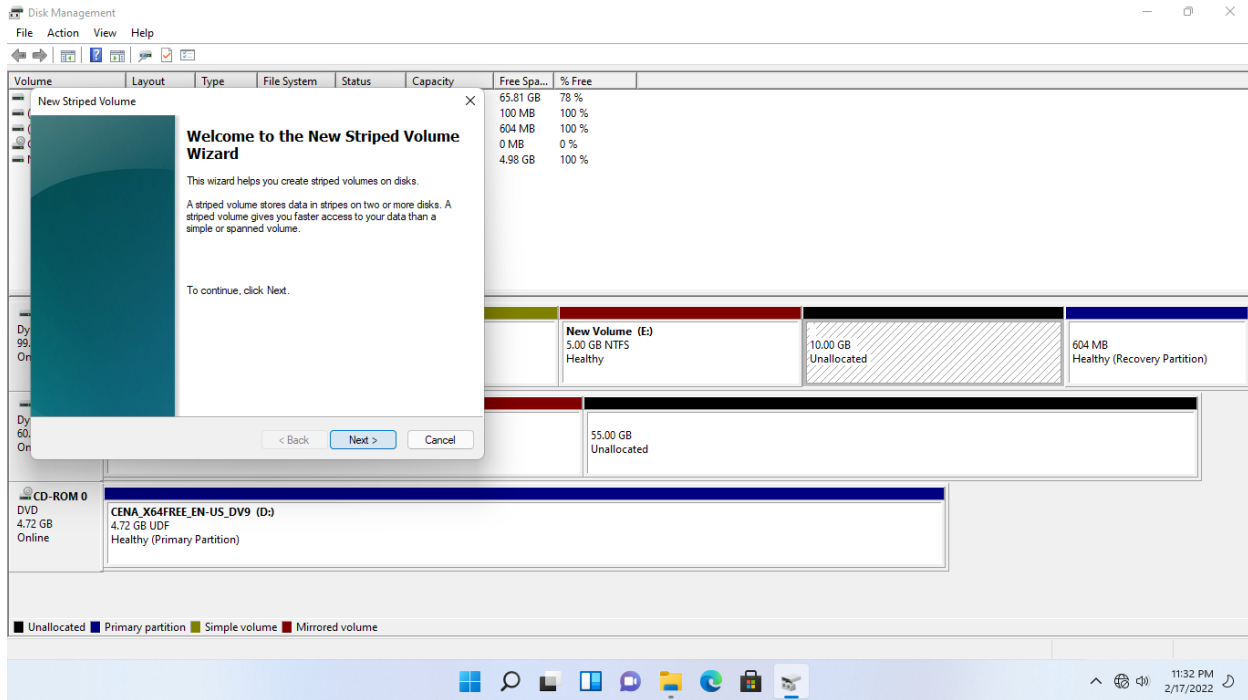 Disk Management
File Action View Help
Volume Layout Type File System Status Capacity Free Spa... % Free
65.81 GB 78 %
100 MB 100 %
604 MB 100 %
0 MB 0 %
4.98 GB 100 %
New Striped Volume
Welcome to the New Striped Volume
Wizard
This wizard helps you create striped volumes on disks.
A striped volume stores data in stripes on two or more disks. A
striped volume gives you faster access to your data than a
simple or spanned volume.
To continue, click Next.
< Back Next > Cancel
Dy
99.
On
New Volume (E:)
5.00 GB NTFS
Healthy
10.00 GB
Unallocated
604 MB
Healthy (Recovery Partition)
Dy
60.
On
55.00 GB
Unallocated
CD-ROM 0
DVD
4.72 GB
Online
CENA_X64FREE_EN-US_DV9 (D:)
4.72 GB UDF
Healthy (Primary Partition)
Unallocated Primary partition Simple volume Mirrored volume
11:32 PM
2/17/2022